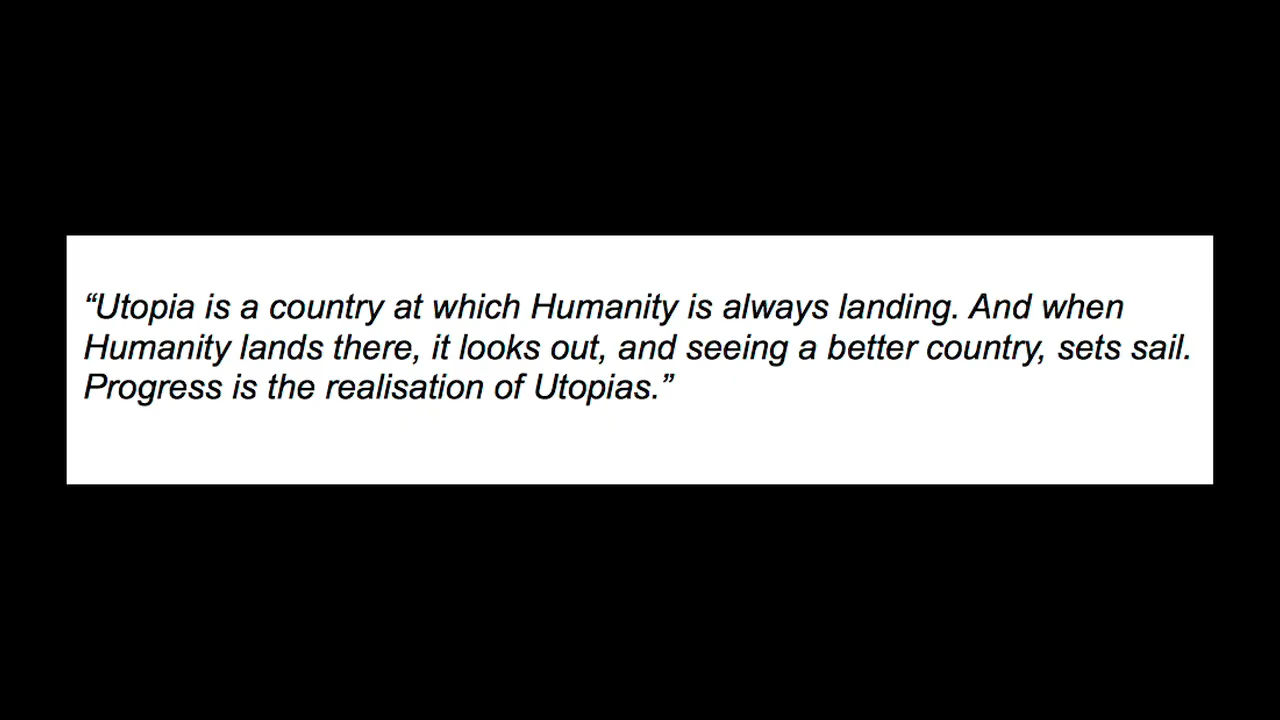 “Utopia is a country at which Humanity is always landing. And when
Humanity lands there, it looks out, and seeing a better country, sets sail.
Progress is the realisation of Utopias.”